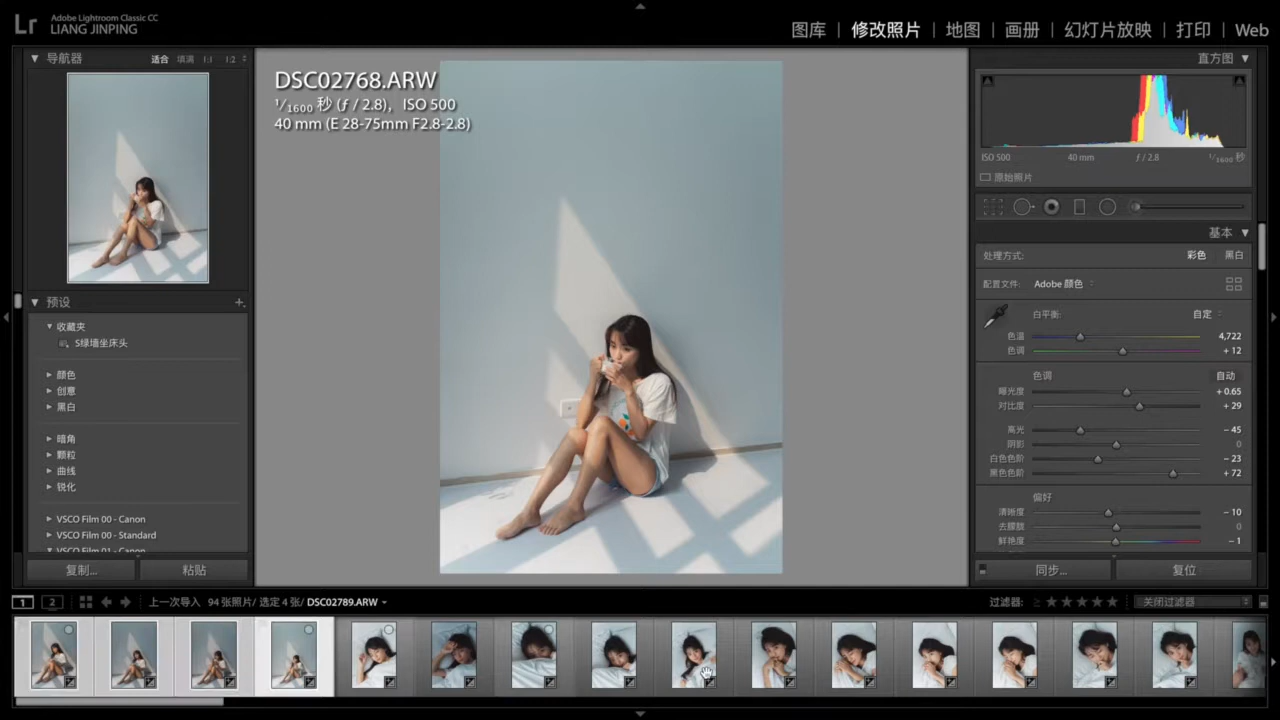 Lr
Adobe Lightroom Classic CC
LIANG JINPING
图库 | 修改照片 | 地图 | 画册 | 幻灯片放映 | 打印 | Web
导航器 适合 填满 1:1 1:2
DSC02768.ARW
1/1600 秒 (ƒ / 2.8), ISO 500
40 mm (E 28-75mm F2.8-2.8)
直方图
ISO 500 40 mm ƒ / 2.8 1/1600 秒
原始照片
基本
处理方式: 彩色 黑白
配置文件: Adobe 颜色
白平衡: 自定
色温 4,722
色调 + 12
色调 自动
曝光度 + 0.65
对比度 + 29
高光 - 45
阴影 0
白色色阶 - 23
黑色色阶 + 72
偏好
清晰度 - 10
去朦胧 0
鲜艳度 - 1
预设 +
收藏夹
S绿墙坐床头
颜色
创意
黑白
暗角
颗粒
曲线
锐化
VSCO Film 00 - Canon
VSCO Film 00 - Standard
VSCO Film 01 - Canon
复制... 粘贴
同步... 复位
1 2 上一次导入 94 张照片/ 选定 4 张/ DSC02789.ARW
过滤器: ≥ ★★★★★ 关闭过滤器